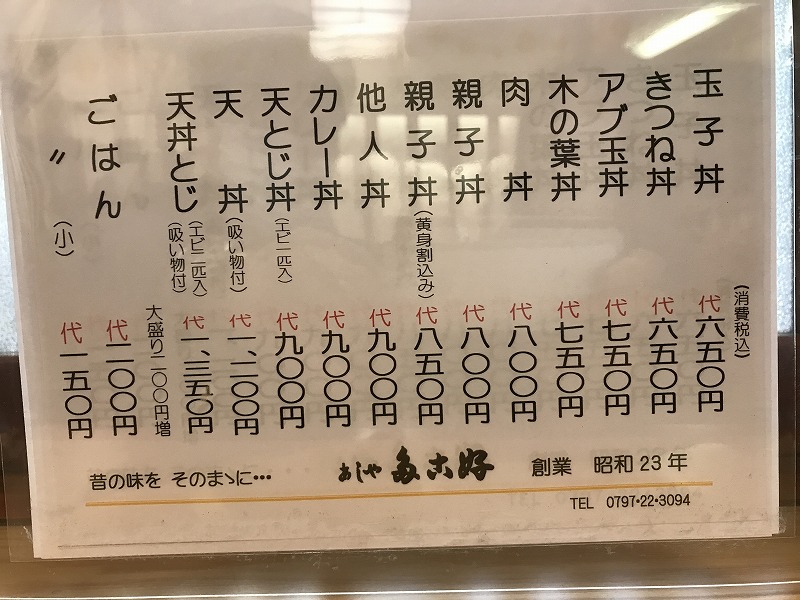 (消費税込)
玉子丼 代六五〇円
きつね丼 代六五〇円
アブ玉丼 代七五〇円
木の葉丼 代七五〇円
肉丼 代八〇〇円
親子丼 代八〇〇円
親子丼(黄身割込み) 代八五〇円
他人丼 代九〇〇円
カレー丼 代九〇〇円
天とじ丼(エビ一匹入) 代九〇〇円
天丼(吸い物付) 代一、二〇〇円
天丼とじ(エビ二匹入)(吸い物付) 代一、三五〇円
大盛り二〇〇円増
ごはん 代二〇〇円
〃(小) 代一五〇円
昔の味を そのまゝに… あしや 多古好 創業 昭和23年
TEL 0797・22・3094